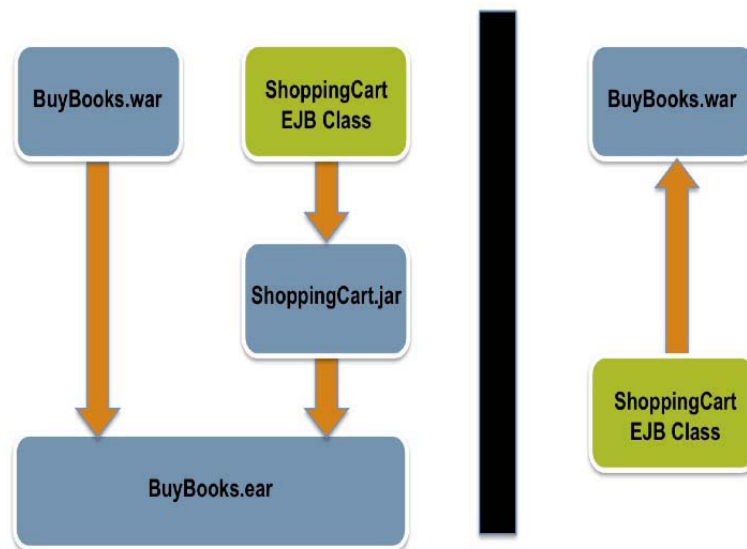 BuyBooks.war
ShoppingCart
EJB Class
ShoppingCart.jar
BuyBooks.ear
BuyBooks.war
ShoppingCart
EJB Class